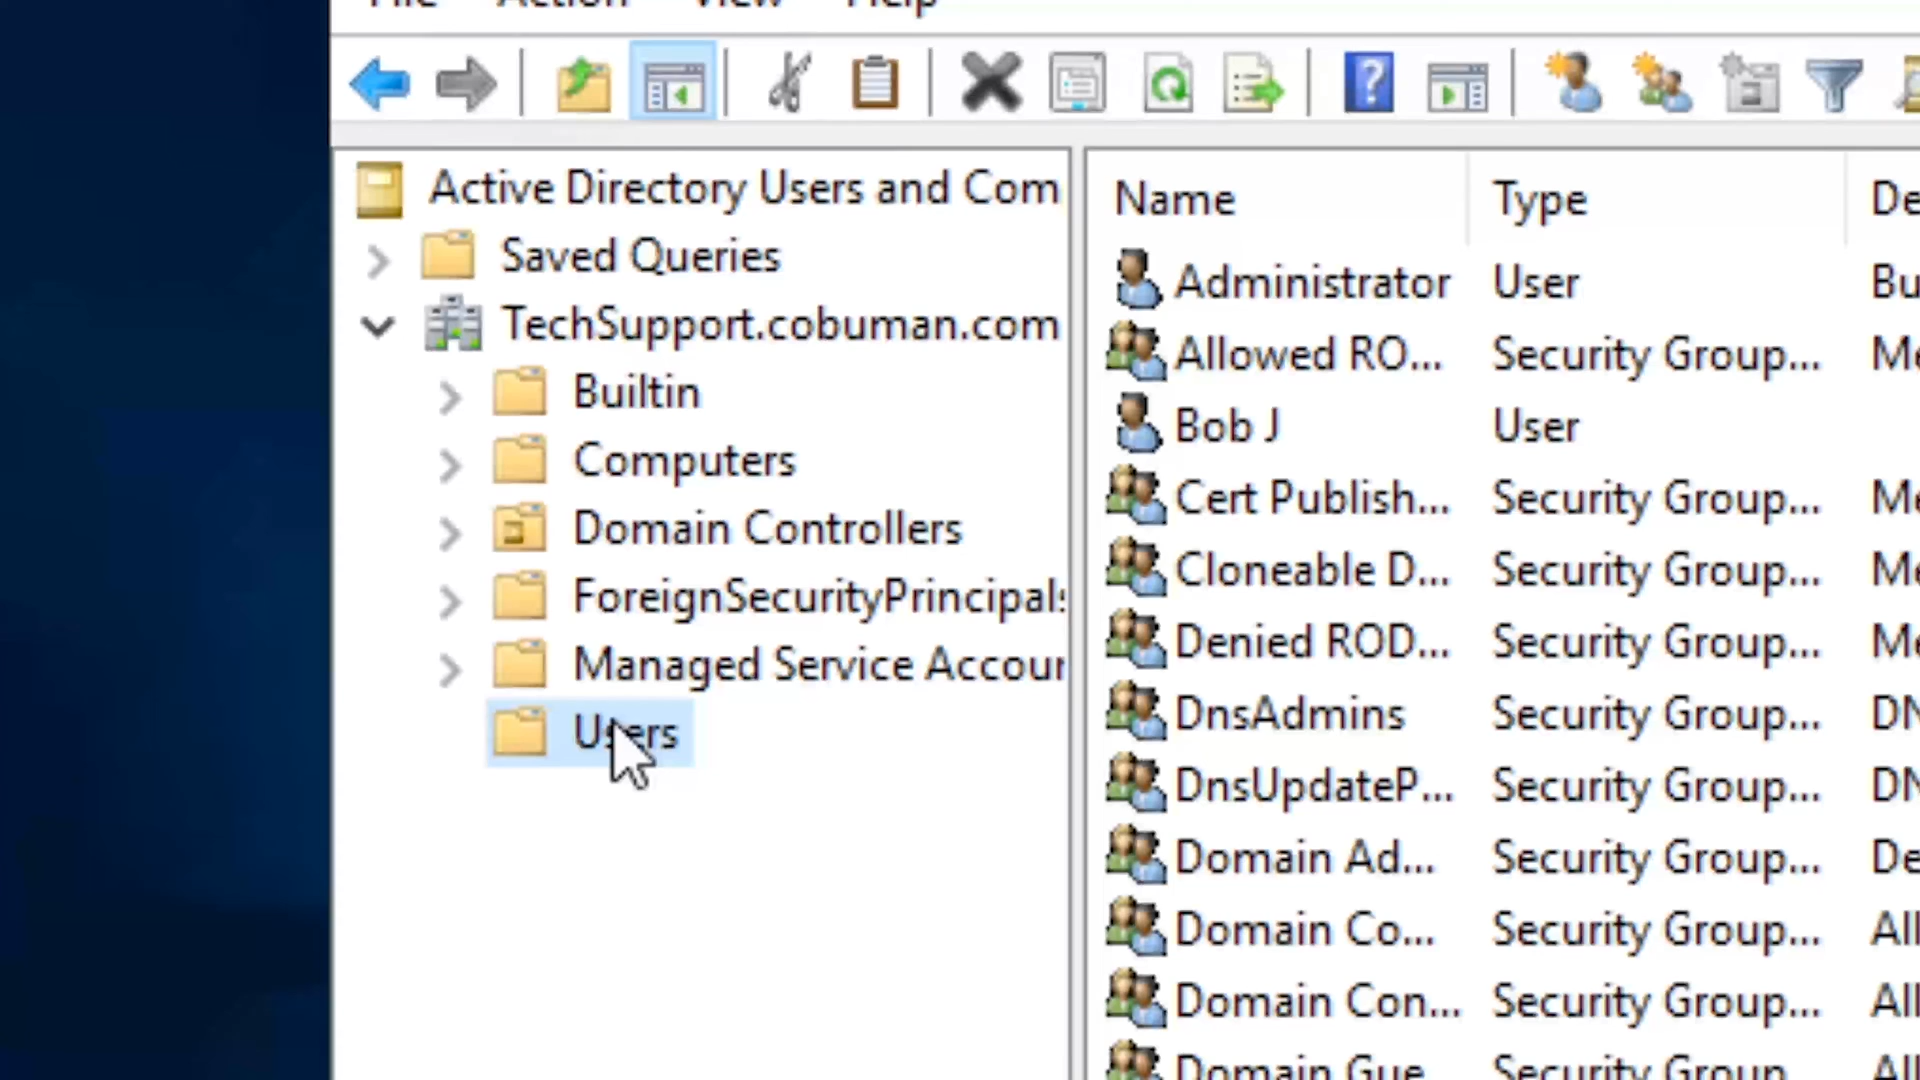 File Action View Help
Active Directory Users and Com
Saved Queries
TechSupport.cobuman.com
Builtin
Computers
Domain Controllers
ForeignSecurityPrincipals
Managed Service Accour
Users
Name Type De
Administrator User Bu
Allowed RO... Security Group... Me
Bob J User
Cert Publish... Security Group... Me
Cloneable D... Security Group... Me
Denied ROD... Security Group... Me
DnsAdmins Security Group... DN
DnsUpdateP... Security Group... DN
Domain Ad... Security Group... De
Domain Co... Security Group... All
Domain Con... Security Group... All
Domain Gue Security Group All